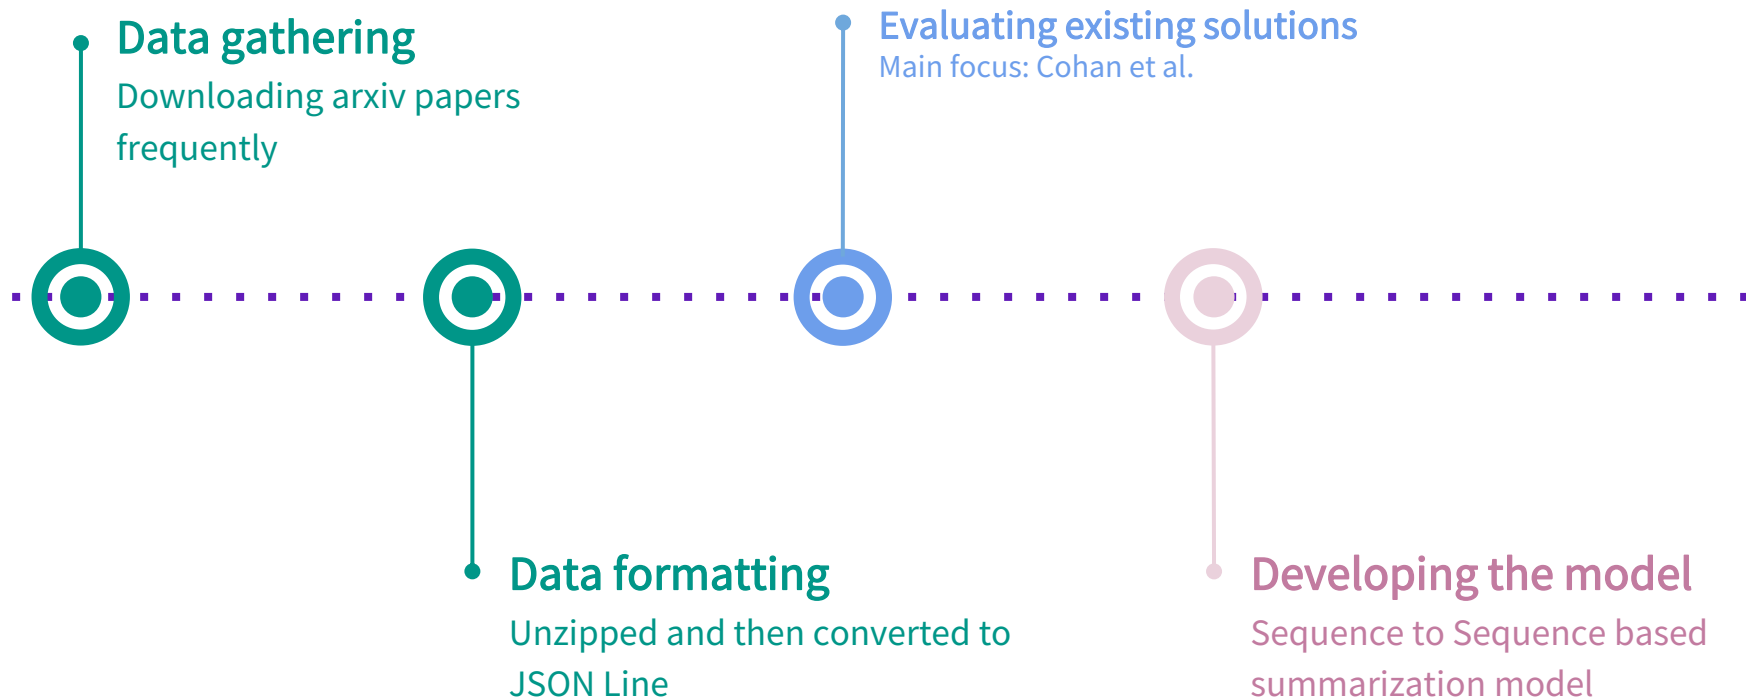 Data gathering
Downloading arxiv papers
frequently
Evaluating existing solutions
Main focus: Cohan et al.
Data formatting
Unzipped and then converted to
JSON Line
Developing the model
Sequence to Sequence based
summarization model